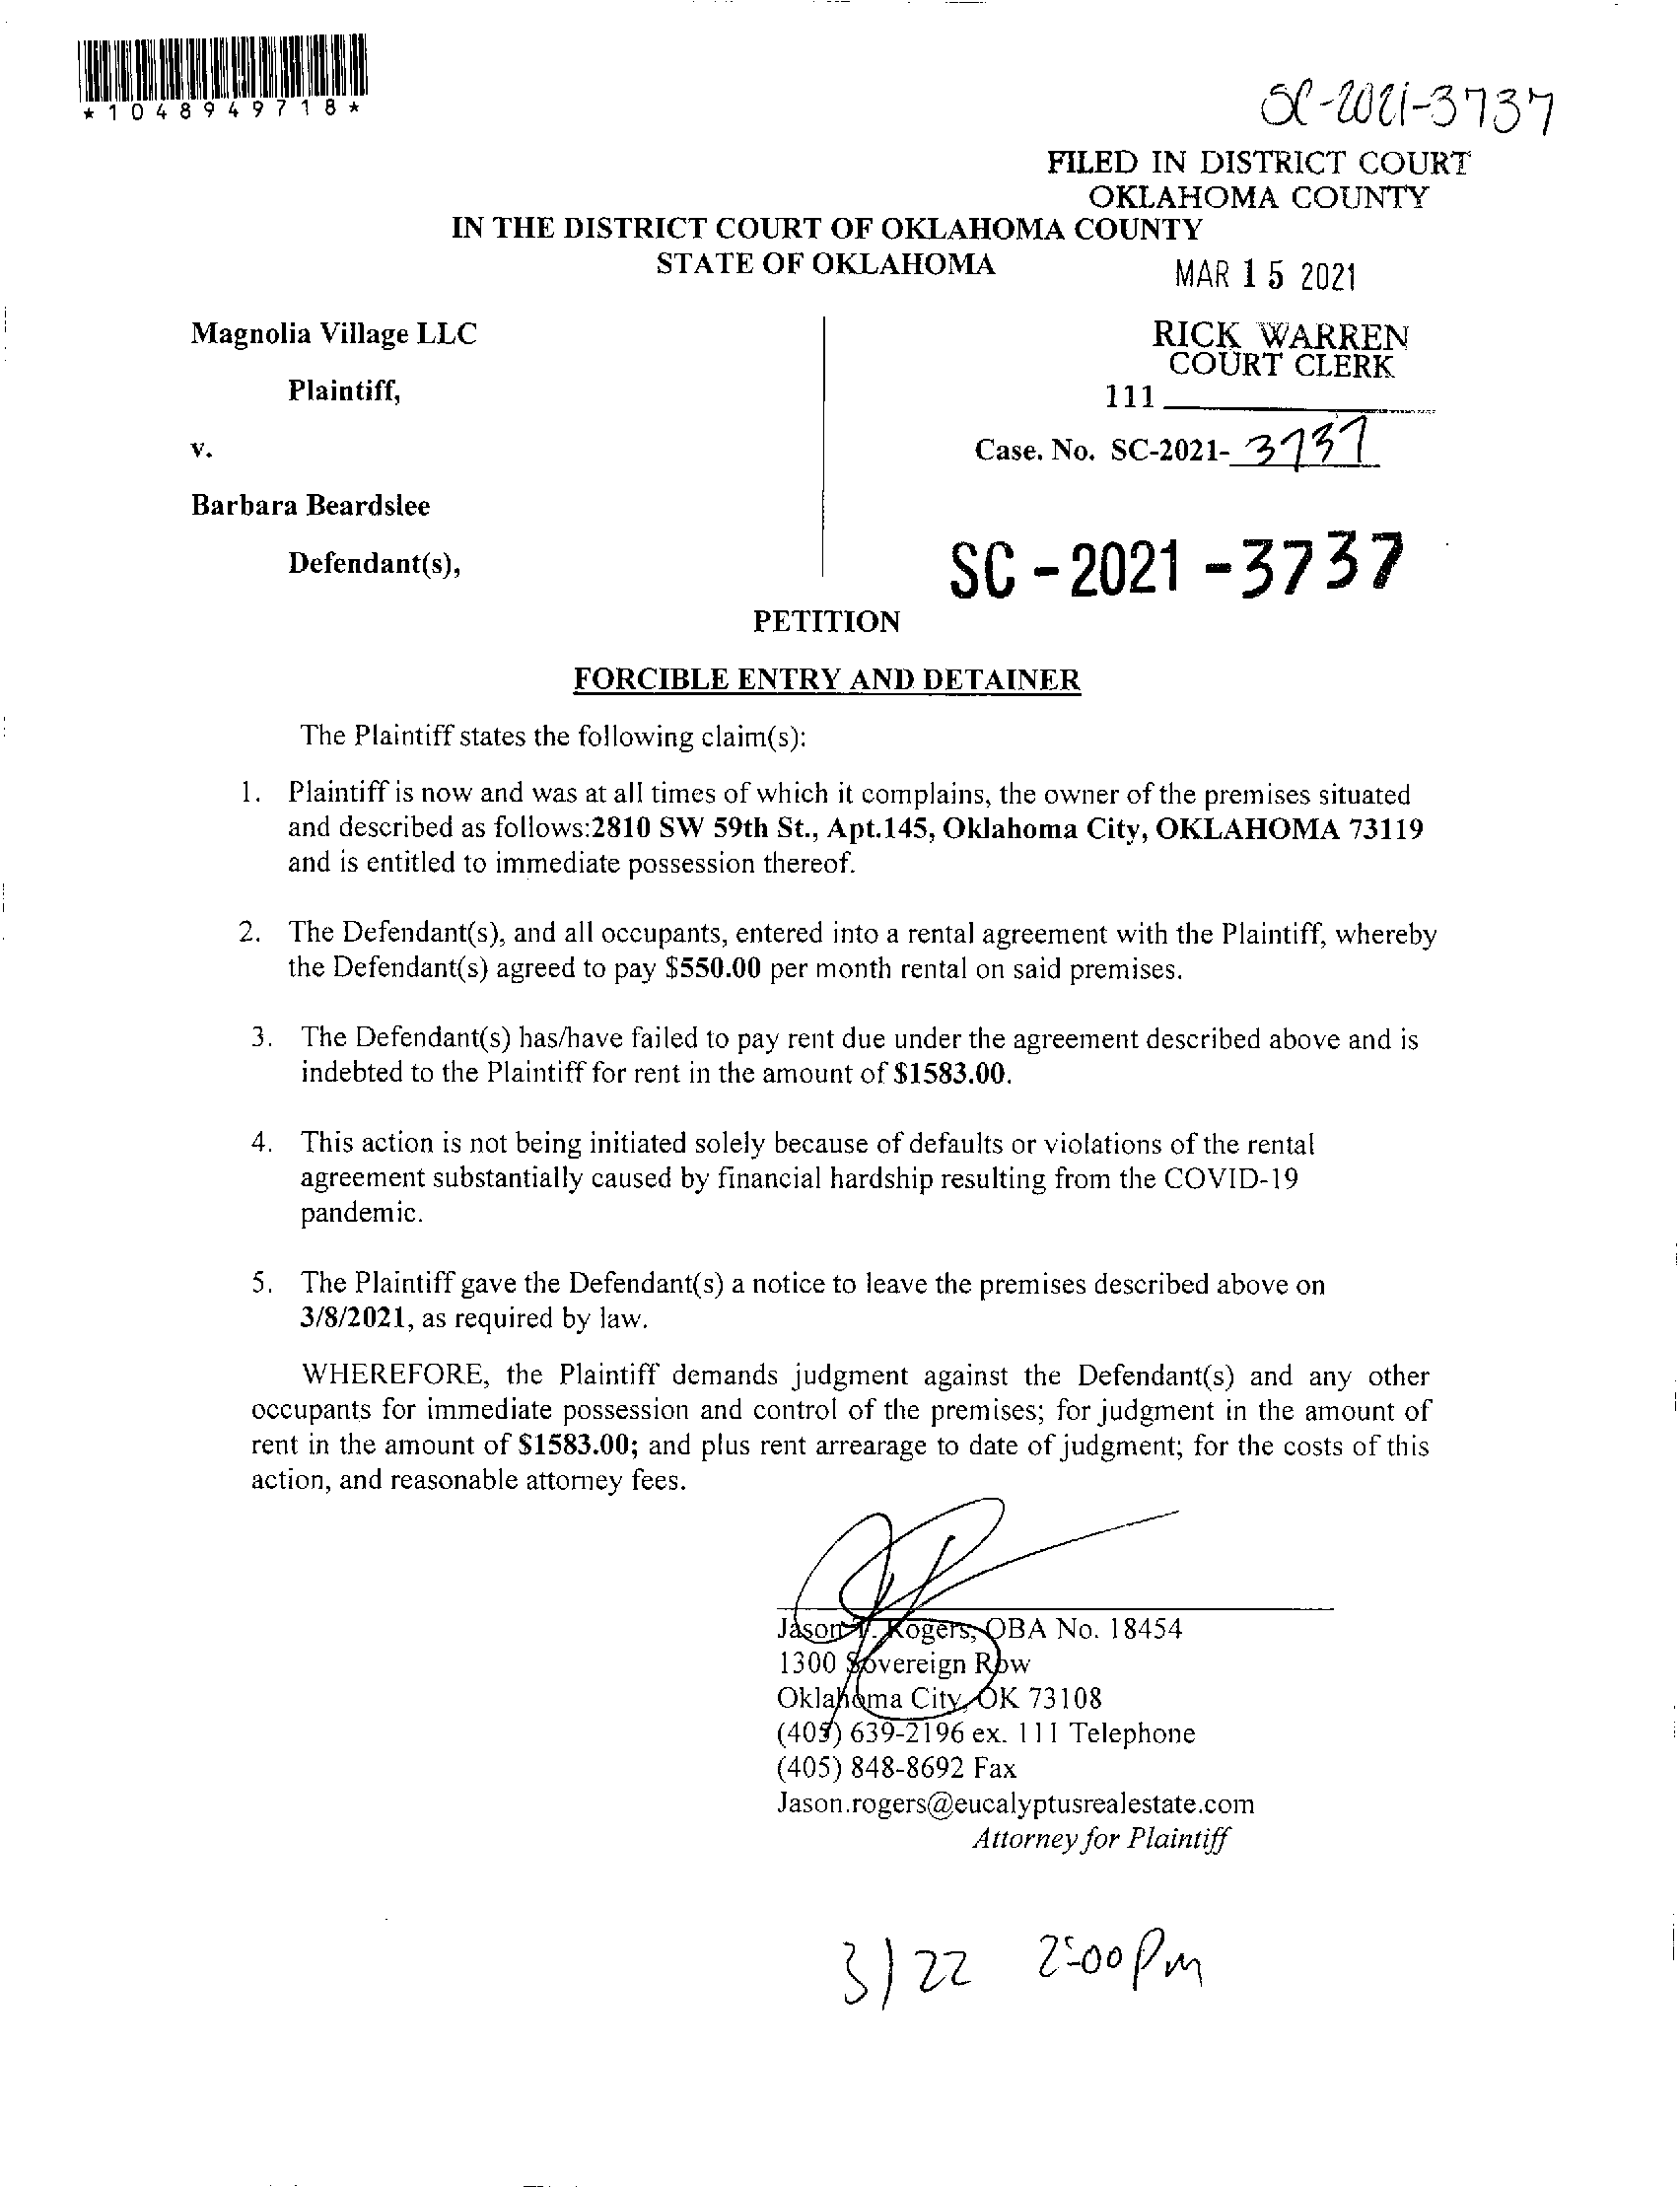 *1048949718*
SC-2021-3737
FILED IN DISTRICT COURT
OKLAHOMA COUNTY
IN THE DISTRICT COURT OF OKLAHOMA COUNTY
STATE OF OKLAHOMA
MAR 15 2021
Magnolia Village LLC
RICK WARREN
COURT CLERK
Plaintiff,
111
v.
Case. No. SC-2021- 3737
Barbara Beardslee
Defendant(s),
SC-2021-3737
PETITION
FORCIBLE ENTRY AND DETAINER
The Plaintiff states the following claim(s):
1. Plaintiff is now and was at all times of which it complains, the owner of the premises situated
and described as follows:2810 SW 59th St., Apt.145, Oklahoma City, OKLAHOMA 73119
and is entitled to immediate possession thereof.
2. The Defendant(s), and all occupants, entered into a rental agreement with the Plaintiff, whereby
the Defendant(s) agreed to pay $550.00 per month rental on said premises.
3. The Defendant(s) has/have failed to pay rent due under the agreement described above and is
indebted to the Plaintiff for rent in the amount of $1583.00.
4. This action is not being initiated solely because of defaults or violations of the rental
agreement substantially caused by financial hardship resulting from the COVID-19
pandemic.
5. The Plaintiff gave the Defendant(s) a notice to leave the premises described above on
3/8/2021, as required by law.
WHEREFORE, the Plaintiff demands judgment against the Defendant(s) and any other
occupants for immediate possession and control of the premises; for judgment in the amount of
rent in the amount of $1583.00; and plus rent arrearage to date of judgment; for the costs of this
action, and reasonable attorney fees.
Jason Rogers, OBA No. 18454
1300 Sovereign Row
Oklahoma City, OK 73108
(405) 639-2196 ex. 111 Telephone
(405) 848-8692 Fax
Jason.rogers@eucalyptusrealestate.com
Attorney for Plaintiff
3/22 2:00pm